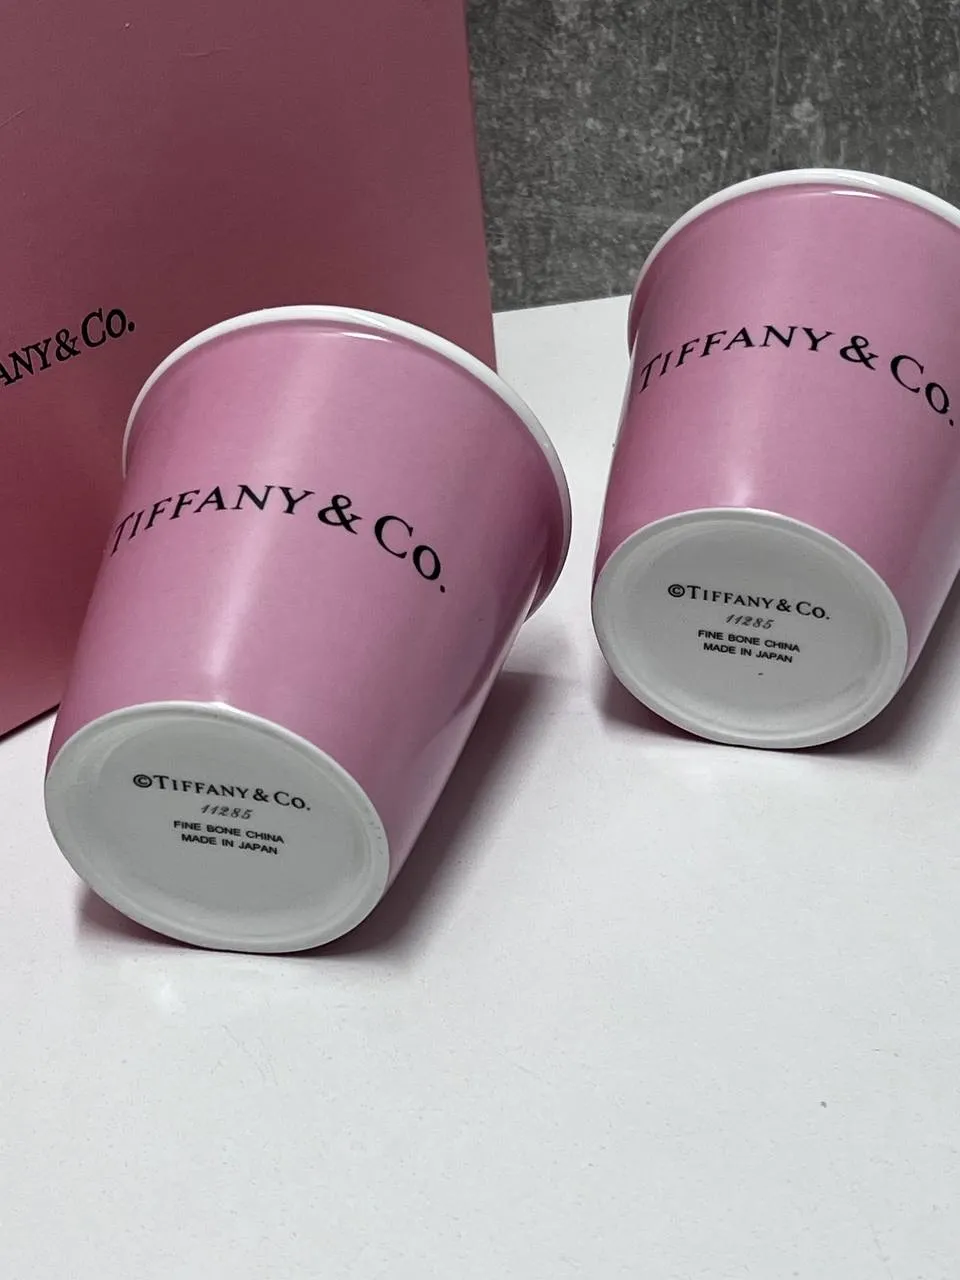 ANY & CO.
TIFFANY & CO.
©TIFFANY & CO.
11285
FINE BONE CHINA
MADE IN JAPAN
TIFFANY & CO.
©TIFFANY & CO.
11285
FINE BONE CHINA
MADE IN JAPAN